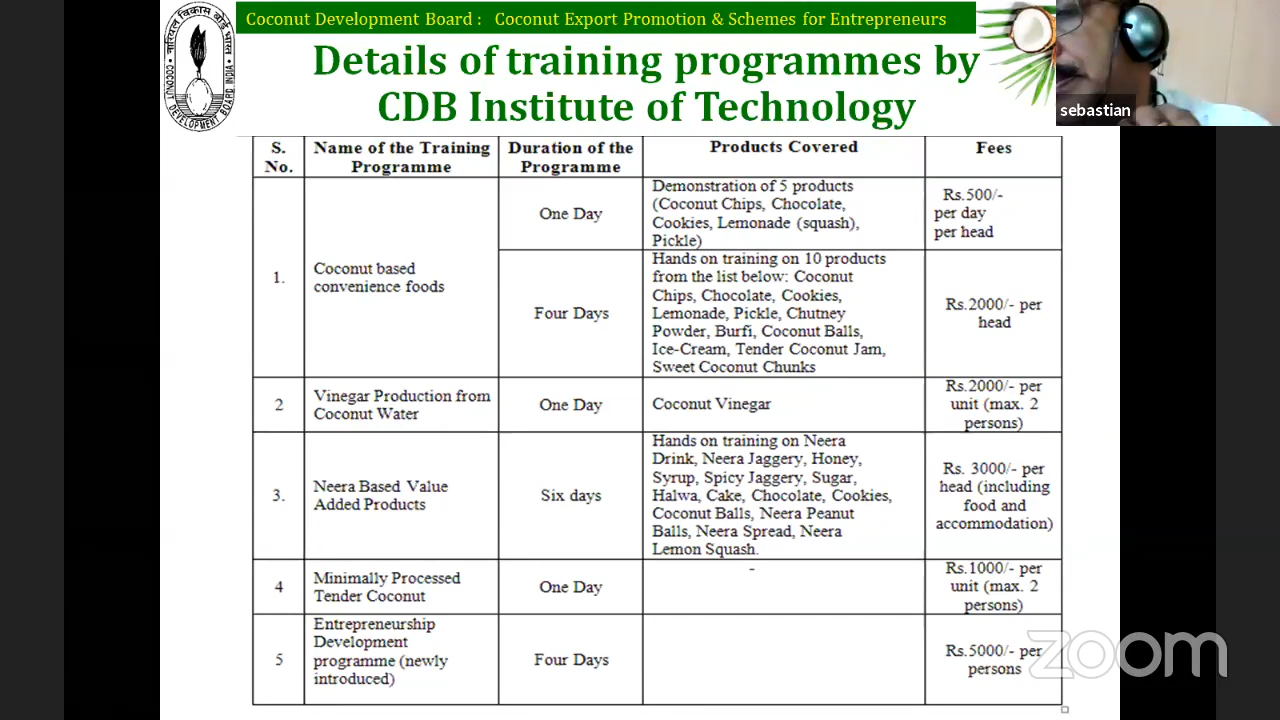 Coconut Development Board : Coconut Export Promotion & Schemes for Entrepreneurs
Details of training programmes by
CDB Institute of Technology
sebastian
S. No. Name of the Training Programme Duration of the Programme Products Covered Fees
1. Coconut based
convenience foods
One Day
Demonstration of 5 products
(Coconut Chips, Chocolate,
Cookies, Lemonade (squash),
Pickle)
Rs.500/-
per day
per head
Four Days
Hands on training on 10 products
from the list below: Coconut
Chips, Chocolate, Cookies,
Lemonade, Pickle, Chutney
Powder, Burfi, Coconut Balls,
Ice-Cream, Tender Coconut Jam,
Sweet Coconut Chunks
Rs.2000/- per
head
2 Vinegar Production from
Coconut Water
One Day
Coconut Vinegar
Rs.2000/- per
unit (max. 2
persons)
3. Neera Based Value
Added Products
Six days
Hands on training on Neera
Drink, Neera Jaggery, Honey,
Syrup, Spicy Jaggery, Sugar,
Halwa, Cake, Chocolate, Cookies,
Coconut Balls, Neera Peanut
Balls, Neera Spread, Neera
Lemon Squash.
Rs. 3000/- per
head (including
food and
accommodation)
4 Minimally Processed
Tender Coconut
One Day
-
Rs.1000/- per
unit (max. 2
persons)
5 Entrepreneurship
Development
programme (newly
introduced)
Four Days
Rs.5000/- per
persons
zoom
नारियल विकास बोर्ड भारत
COCONUT DEVELOPMENT BOARD INDIA